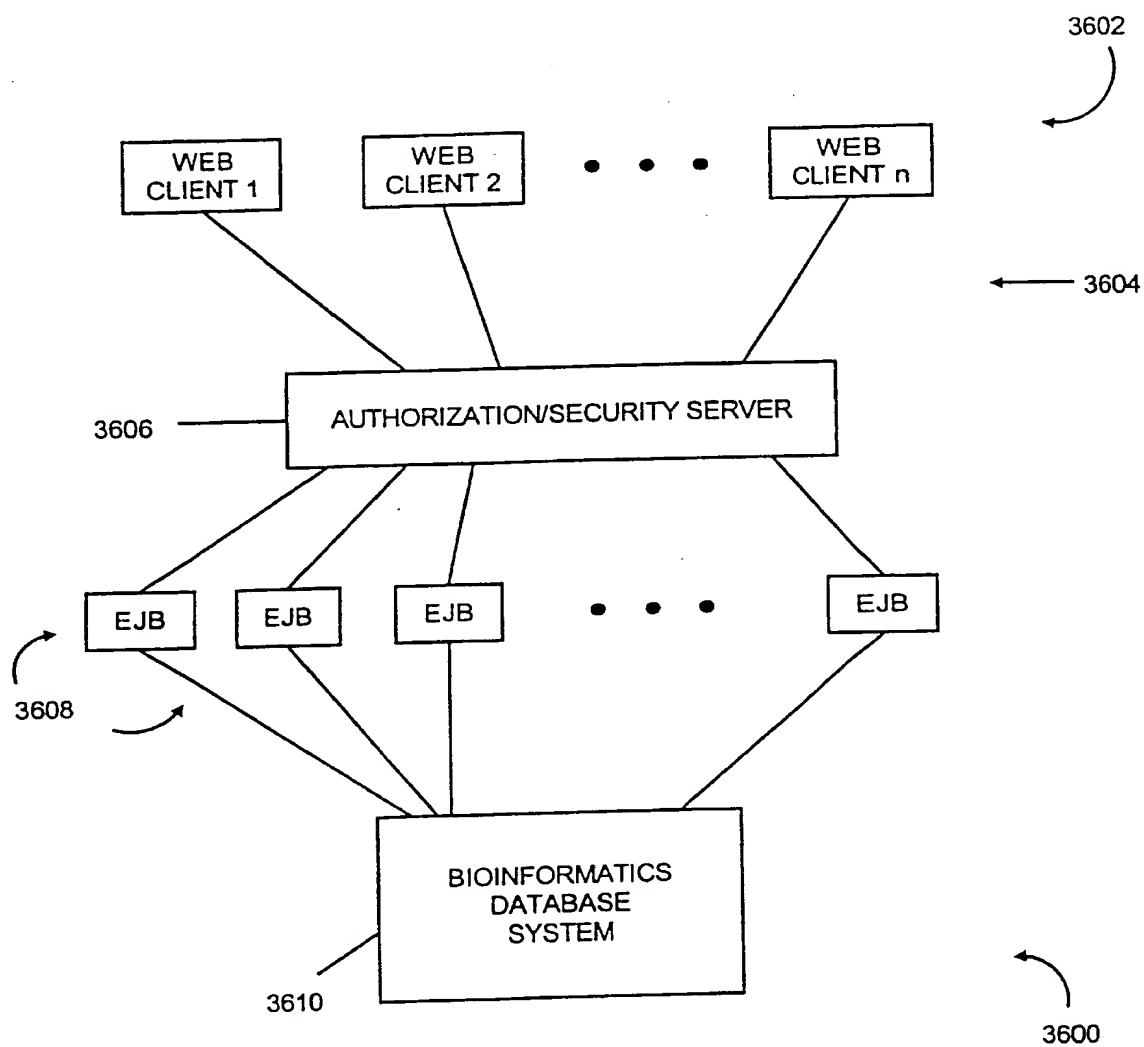 3602
WEB
CLIENT 1
WEB
CLIENT 2
WEB
CLIENT n
3604
3606
AUTHORIZATION/SECURITY SERVER
EJB
EJB
EJB
EJB
3608
BIOINFORMATICS
DATABASE
SYSTEM
3610
3600